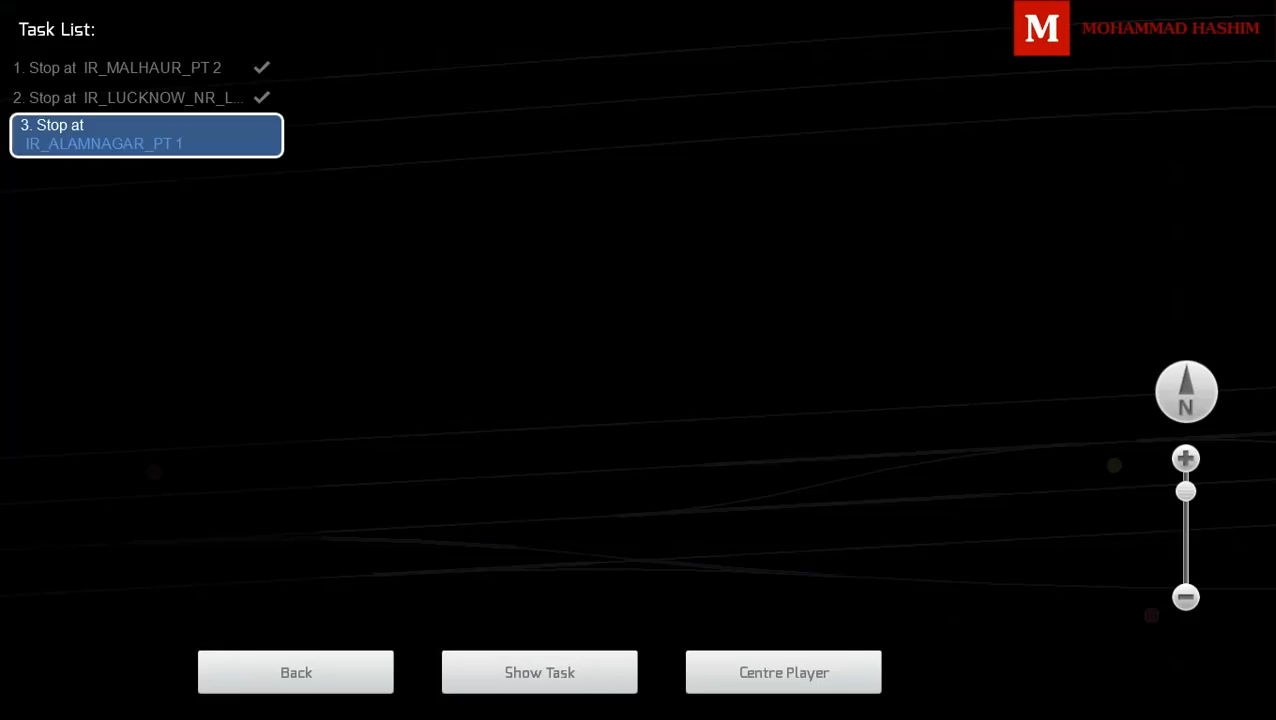 Task List:
M MOHAMMAD HASHIM
1. Stop at IR_MALHAUR_PT 2
2. Stop at IR_LUCKNOW_NR_L...
3. Stop at
IR_ALAMNAGAR_PT 1
N
Back
Show Task
Centre Player